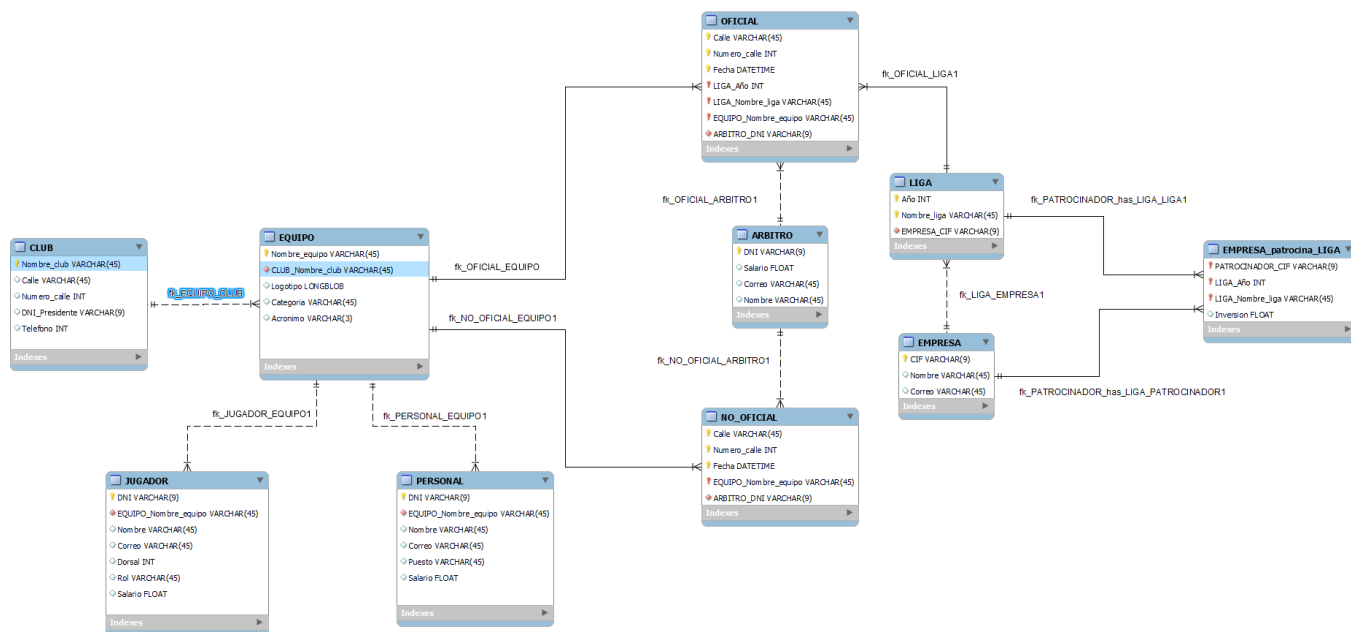 OFICIAL
Calle VARCHAR(45)
Numero_calle INT
Fecha DATETIME
LIGA_Año INT
LIGA_Nombre_liga VARCHAR(45)
EQUIPO_Nombre_equipo VARCHAR(45)
ARBITRO_DNI VARCHAR(9)
Indexes
fk_OFICIAL_LIGA1
fk_OFICIAL_ARBITRO1
LIGA
Año INT
Nombre_liga VARCHAR(45)
EMPRESA_CIF VARCHAR(9)
Indexes
fk_PATROCINADOR_has_LIGA_LIGA1
CLUB
Nombre_club VARCHAR(45)
Calle VARCHAR(45)
Numero_calle INT
DNI_Presidente VARCHAR(9)
Telefono INT
Indexes
fk_EQUIPO_CLUB
EQUIPO
Nombre_equipo VARCHAR(45)
CLUB_Nombre_club VARCHAR(45)
Logotipo LONGBLOB
Categoria VARCHAR(45)
Acronimo VARCHAR(3)
Indexes
fk_OFICIAL_EQUIPO
fk_NO_OFICIAL_EQUIPO1
ARBITRO
DNI VARCHAR(9)
Salario FLOAT
Correo VARCHAR(45)
Nombre VARCHAR(45)
Indexes
EMPRESA_patrocina_LIGA
PATROCINADOR_CIF VARCHAR(9)
LIGA_Año INT
LIGA_Nombre_liga VARCHAR(45)
Inversion FLOAT
Indexes
fk_LIGA_EMPRESA1
EMPRESA
CIF VARCHAR(9)
Nombre VARCHAR(45)
Correo VARCHAR(45)
Indexes
fk_PATROCINADOR_has_LIGA_PATROCINADOR1
fk_NO_OFICIAL_ARBITRO1
fk_JUGADOR_EQUIPO1
fk_PERSONAL_EQUIPO1
NO_OFICIAL
Calle VARCHAR(45)
Numero_calle INT
Fecha DATETIME
EQUIPO_Nombre_equipo VARCHAR(45)
ARBITRO_DNI VARCHAR(9)
Indexes
JUGADOR
DNI VARCHAR(9)
EQUIPO_Nombre_equipo VARCHAR(45)
Nombre VARCHAR(45)
Correo VARCHAR(45)
Dorsal INT
Rol VARCHAR(45)
Salario FLOAT
Indexes
PERSONAL
DNI VARCHAR(9)
EQUIPO_Nombre_equipo VARCHAR(45)
Nombre VARCHAR(45)
Correo VARCHAR(45)
Puesto VARCHAR(45)
Salario FLOAT
Indexes